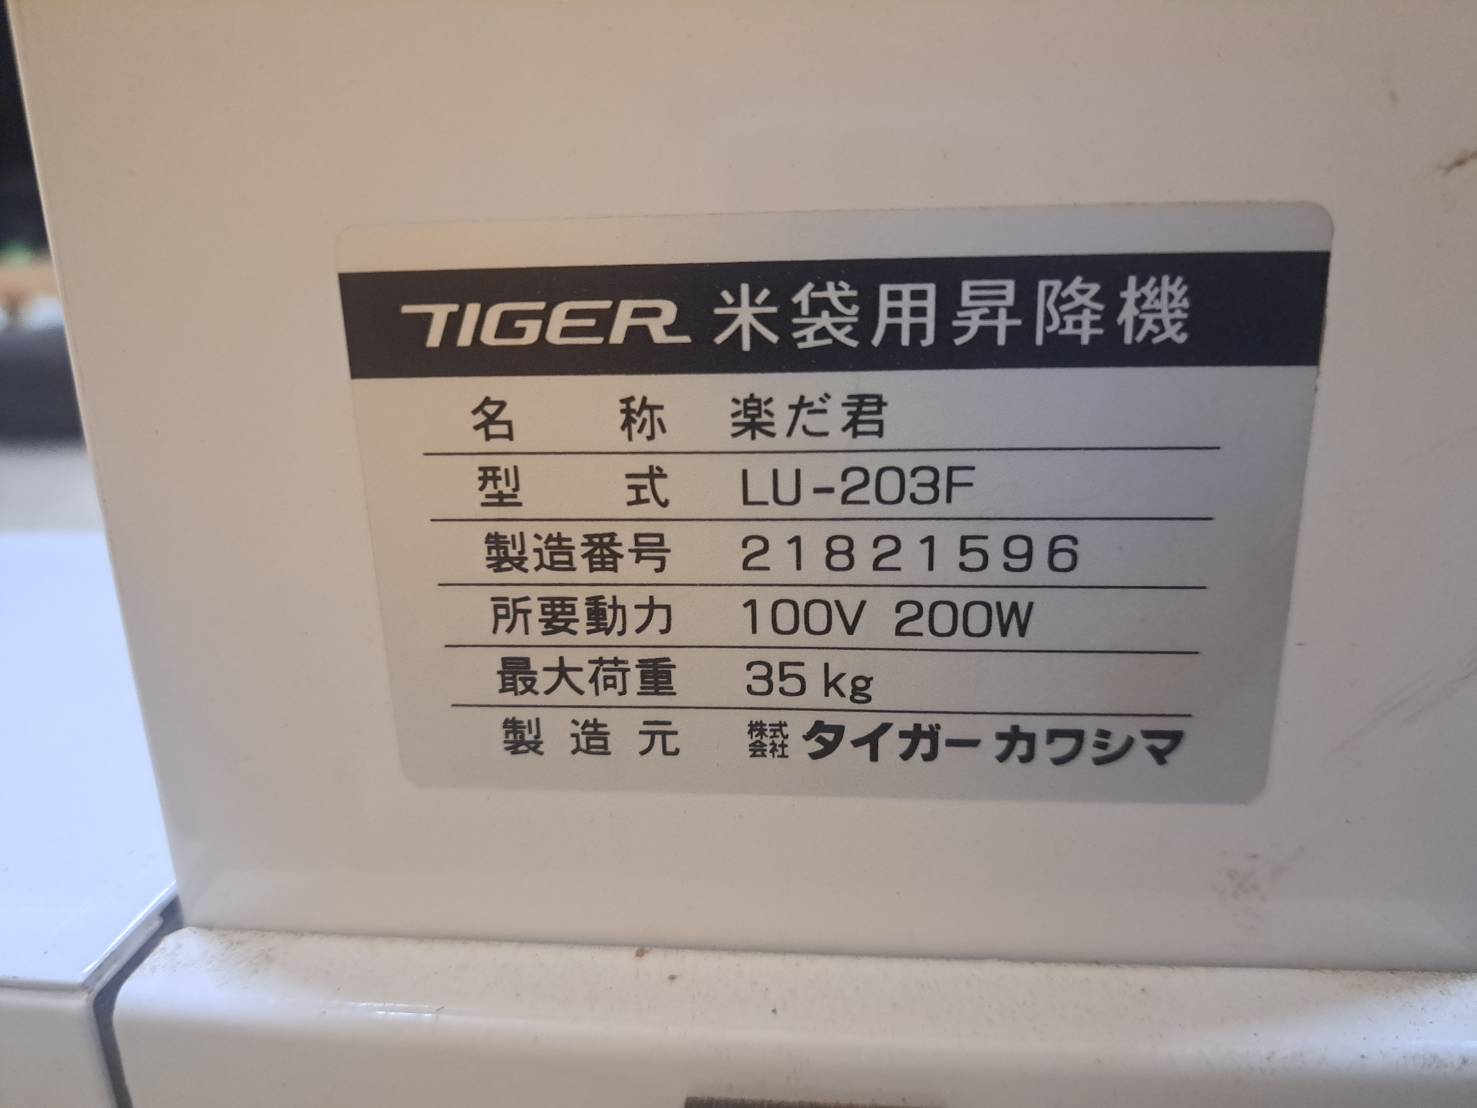 TIGER 米袋用昇降機
名称 楽だ君
型式 LU-203F
製造番号 21821596
所要動力 100V 200W
最大荷重 35kg
製造元 株式会社 タイガーカワシマ